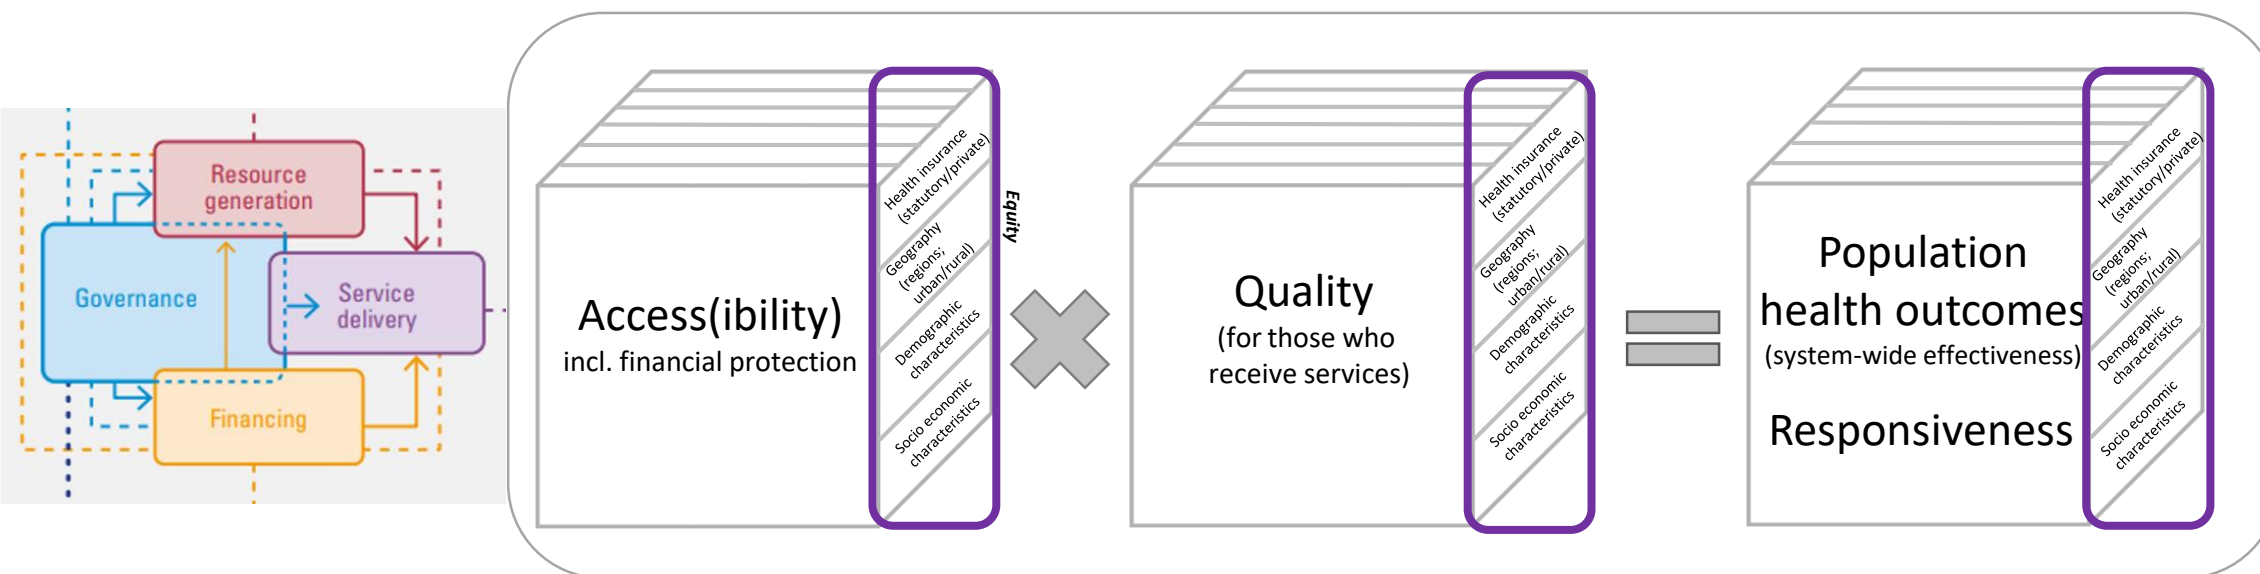 Resource
generation
Governance
Service
delivery
Financing
Access(ibility)
incl. financial protection
Health insurance
(statutory/private)
Geography
(regions;
urban/rural)
Demographic
characteristics
Socio economic
characteristics
Equity
Quality
(for those who
receive services)
Health insurance
(statutory/private)
Geography
(regions;
urban/rural)
Demographic
characteristics
Socio economic
characteristics
Population
health outcomes
(system-wide effectiveness)
Responsiveness
Health insurance
(statutory/private)
Geography
(regions;
urban/rural)
Demographic
characteristics
Socio economic
characteristics